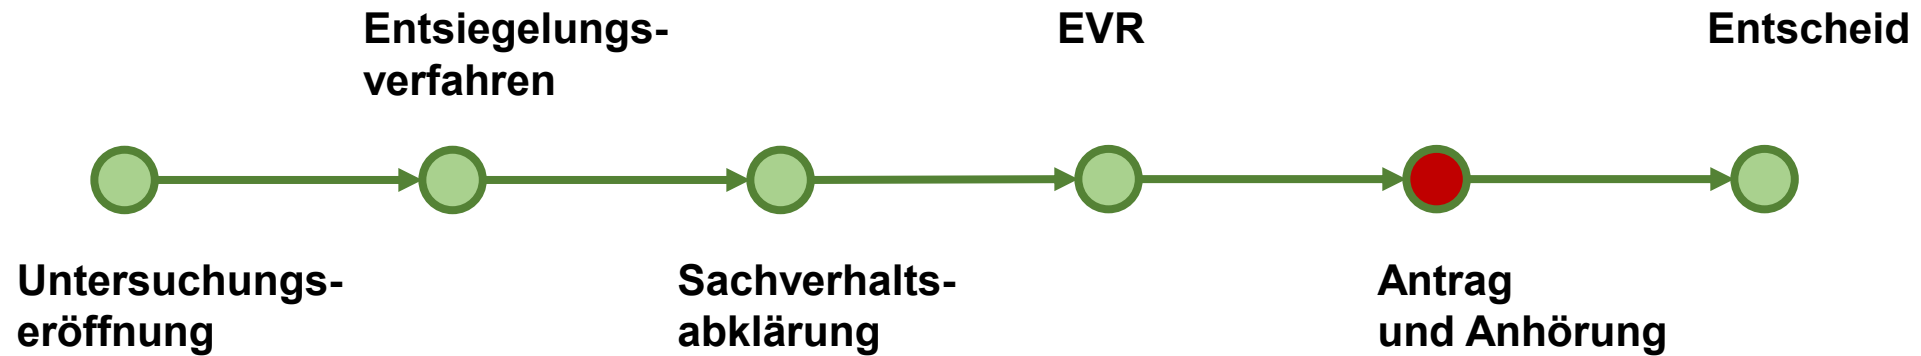 Entsiegelungs-
verfahren
EVR
Entscheid
Untersuchungs-
eröffnung
Sachverhalts-
abklärung
Antrag
und Anhörung